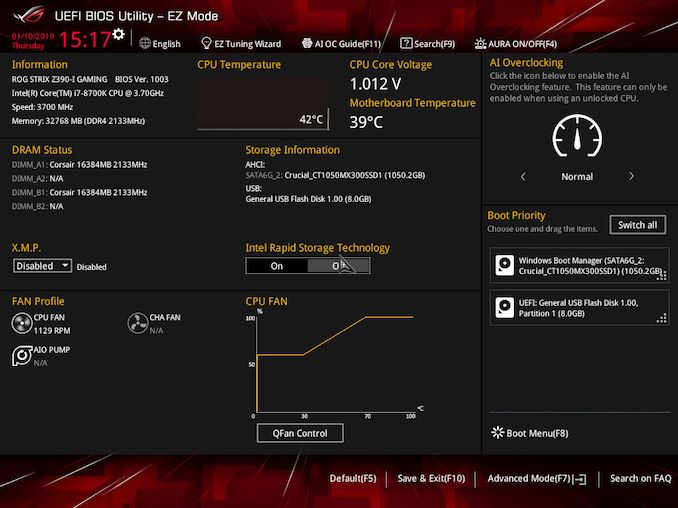 UEFI BIOS Utility – EZ Mode
01/10/2019
Thursday
15:17
English
EZ Tuning Wizard
AI OC Guide(F11)
Search(F9)
AURA ON/OFF(F4)
Information
ROG STRIX Z390-I GAMING BIOS Ver. 1003
Intel(R) Core(TM) i7-8700K CPU @ 3.70GHz
Speed: 3700 MHz
Memory: 32768 MB (DDR4 2133MHz)
CPU Temperature
42°C
CPU Core Voltage
1.012 V
Motherboard Temperature
39°C
AI Overclocking
Click the icon below to enable the AI
Overclocking feature. This feature can only be
enabled when using an unlocked CPU.
Normal
DRAM Status
DIMM_A1: Corsair 16384MB 2133MHz
DIMM_A2: N/A
DIMM_B1: Corsair 16384MB 2133MHz
DIMM_B2: N/A
Storage Information
AHCI:
SATA6G_2: Crucial_CT1050MX300SSD1 (1050.2GB)
USB:
General USB Flash Disk 1.00 (8.0GB)
X.M.P.
Disabled
Disabled
Intel Rapid Storage Technology
On
Boot Priority
Choose one and drag the items.
Switch all
Windows Boot Manager (SATA6G_2:
Crucial_CT1050MX300SSD1) (1050.2GB)
UEFI: General USB Flash Disk 1.00,
Partition 1 (8.0GB)
FAN Profile
CPU FAN
1129 RPM
CHA FAN
N/A
AIO PUMP
N/A
CPU FAN
%
100
50
0
30
70
100
°C
QFan Control
Boot Menu(F8)
Default(F5)
Save & Exit(F10)
Advanced Mode(F7)
Search on FAQ